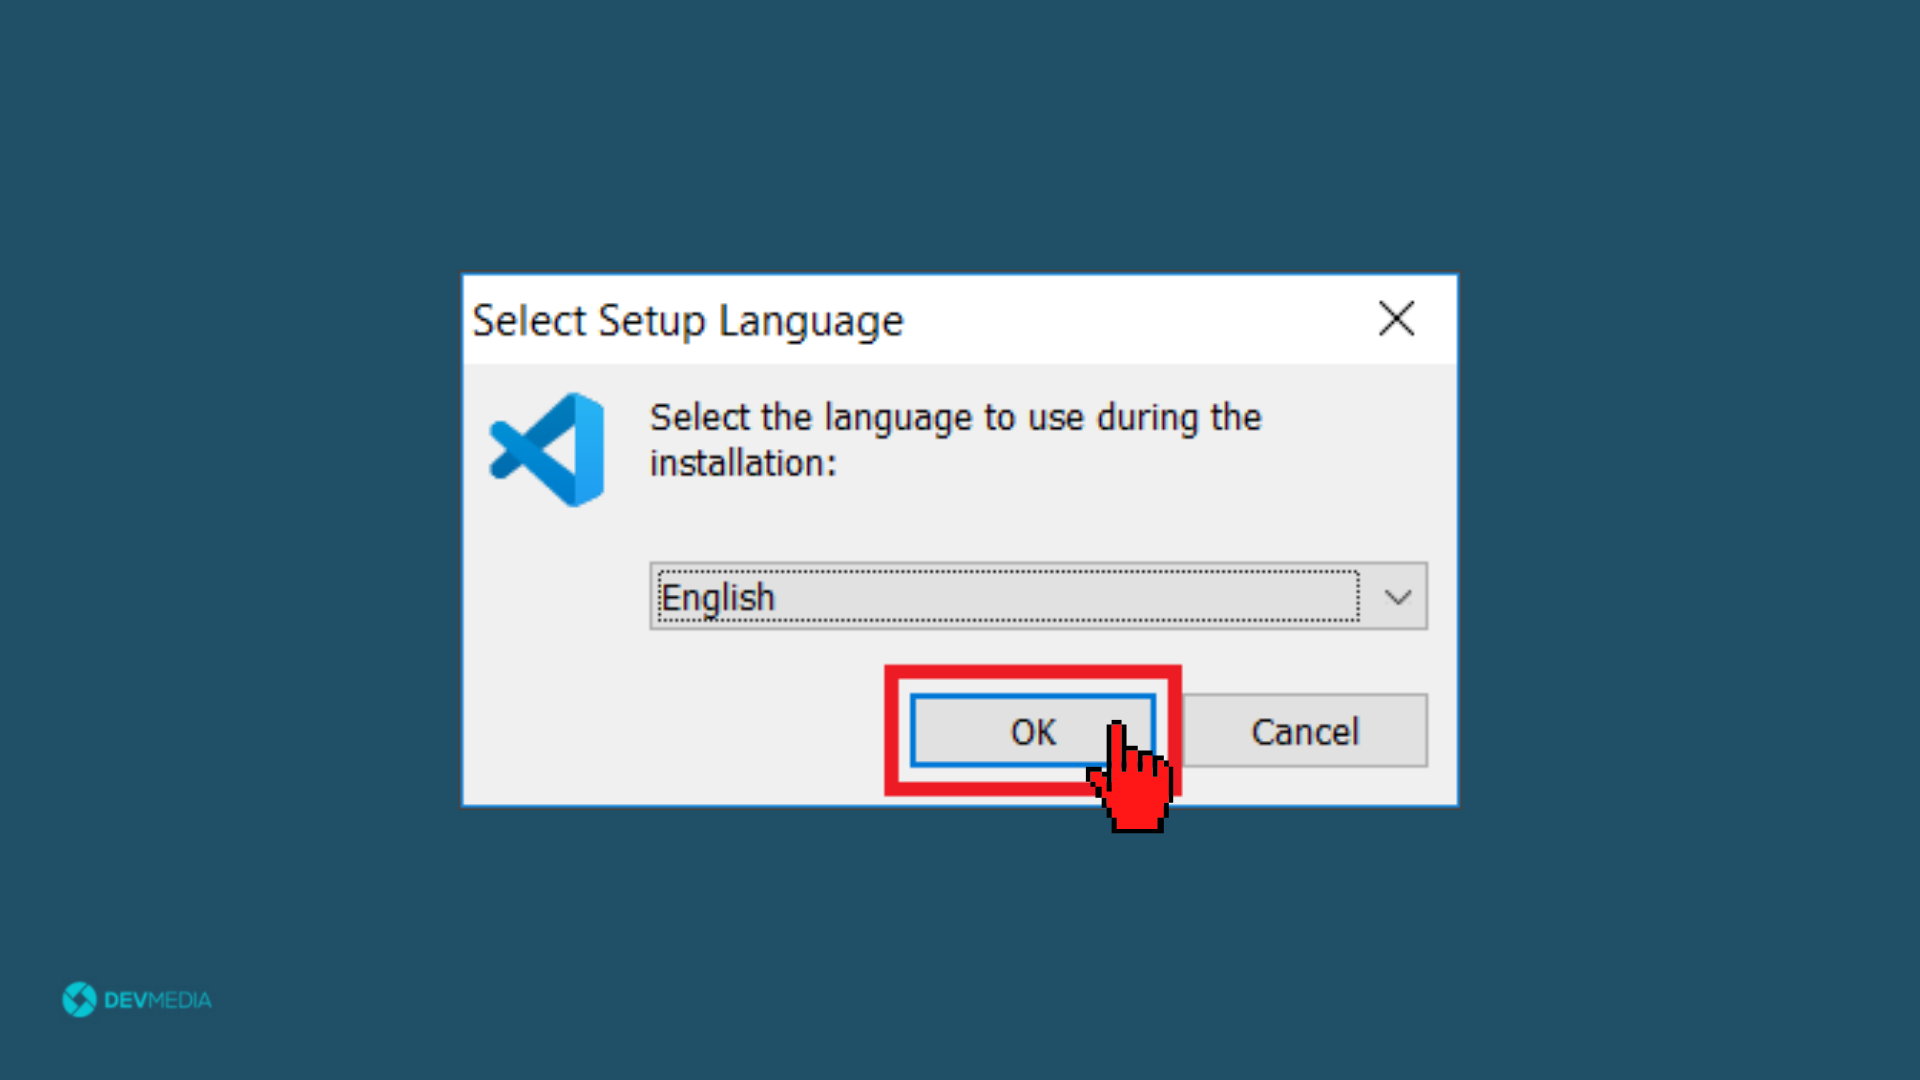 Select Setup Language
Select the language to use during the
installation:
English
OK
Cancel
DEVMEDIA